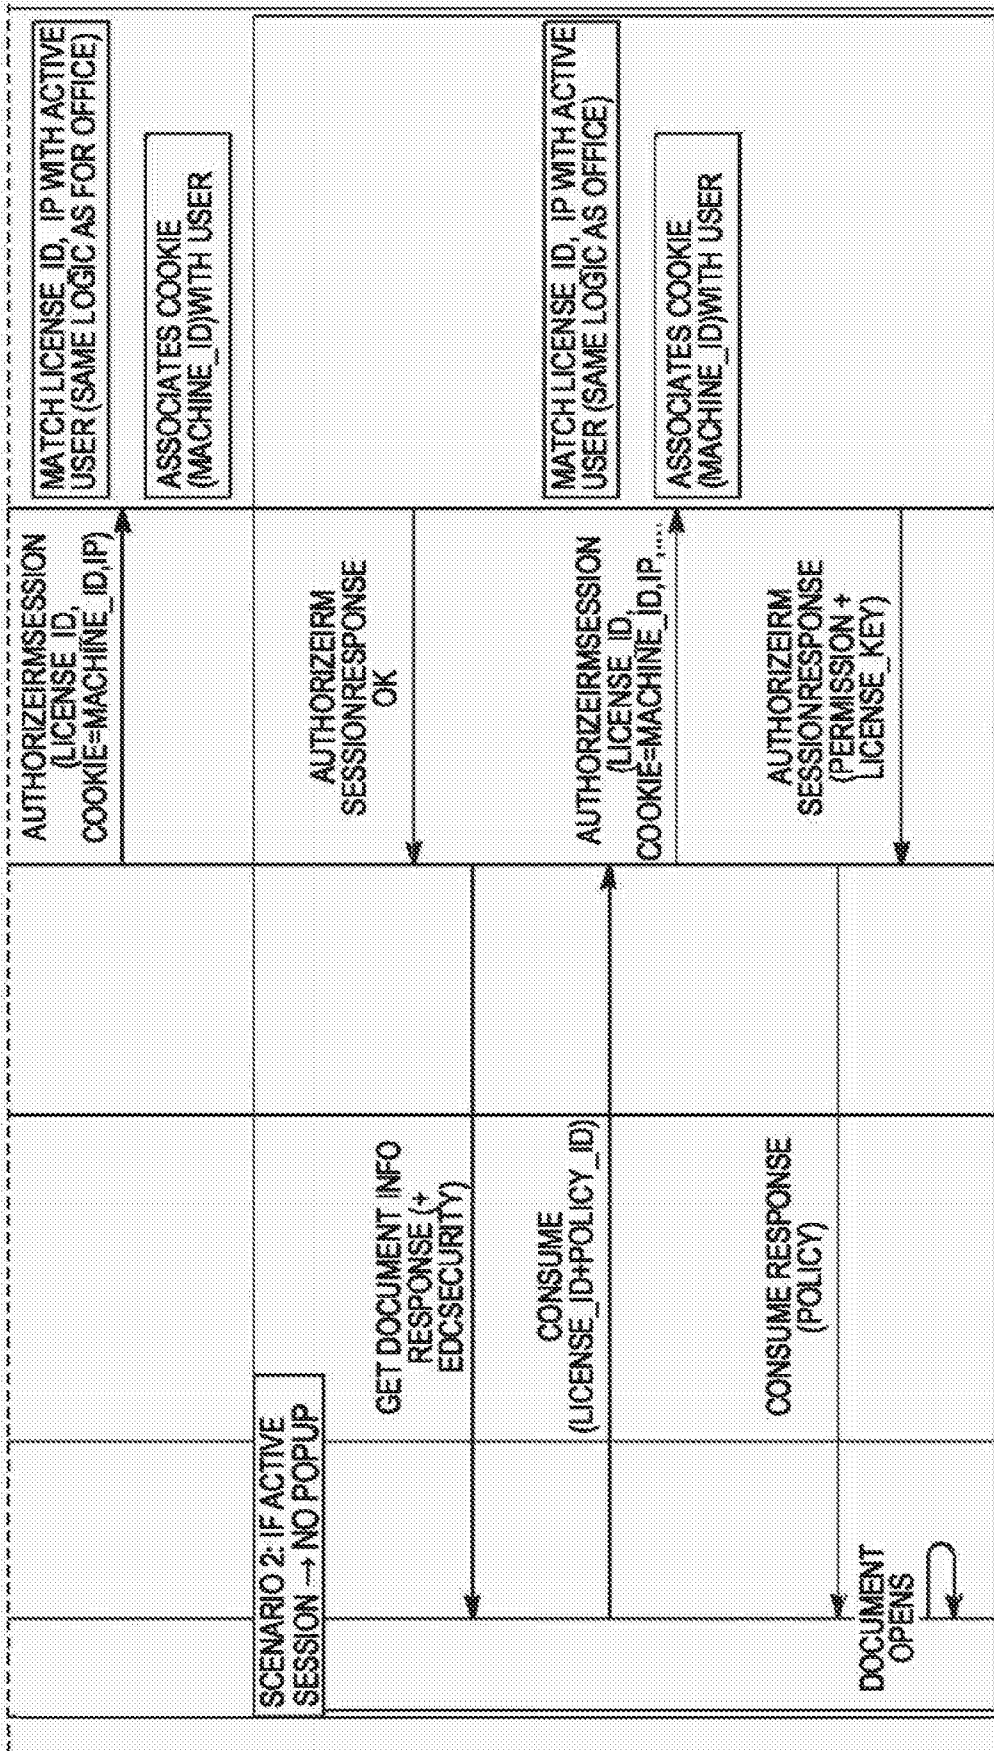 AUTHORIZEIRMSESSION
(LICENSE_ID,
COOKIE=MACHINE_ID,IP)
MATCH LICENSE_ID, IP WITH ACTIVE
USER (SAME LOGIC AS FOR OFFICE)
ASSOCIATES COOKIE
(MACHINE_ID)WITH USER
SCENARIO 2: IF ACTIVE
SESSION → NO POPUP
AUTHORIZEIRM
SESSIONRESPONSE
OK
GET DOCUMENT INFO
RESPONSE (+
EDCSECURITY)
CONSUME
(LICENSE_ID+POLICY_ID)
AUTHORIZEIRMSESSION
(LICENSE_ID,
COOKIE=MACHINE_ID,IP,....
MATCH LICENSE_ID, IP WITH ACTIVE
USER (SAME LOGIC AS OFFICE)
ASSOCIATES COOKIE
(MACHINE_ID)WITH USER
AUTHORIZEIRM
SESSIONRESPONSE
(PERMISSION +
LICENSE_KEY)
CONSUME RESPONSE
(POLICY)
DOCUMENT
OPENS